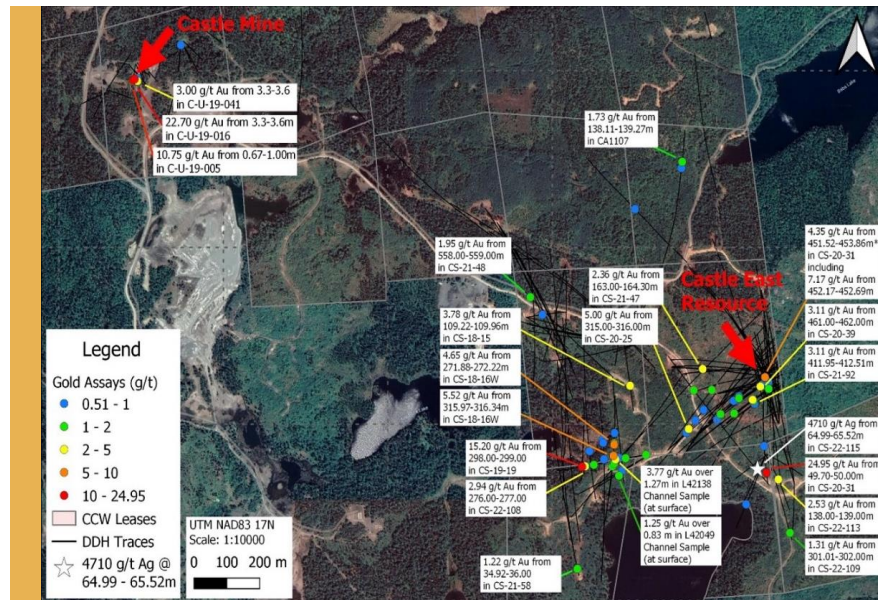 Castle Mine
3.00 g/t Au from 3.3-3.6
in C-U-19-041
22.70 g/t Au from 3.3-3.6m
in C-U-19-016
10.75 g/t Au from 0.67-1.00m
in C-U-19-005
1.73 g/t Au from
138.11-139.27m
in CA1107
1.95 g/t Au from
558.00-559.00m
in CS-21-48
2.36 g/t Au from
163.00-164.30m
in CS-21-47
4.35 g/t Au from
451.52-453.86m*
in CS-20-31
including
7.17 g/t Au from
452.17-452.69m
Castle East
Resource
3.78 g/t Au from
109.22-109.96m
in CS-18-15
5.00 g/t Au from
315.00-316.00m
in CS-20-25
3.11 g/t Au from
461.00-462.00m
in CS-20-39
4.65 g/t Au from
271.88-272.22m
in CS-18-16W
3.11 g/t Au from
411.95-412.51m
in CS-21-92
5.52 g/t Au from
315.97-316.34m
in CS-18-16W
4710 g/t Ag from
64.99-65.52m
in CS-22-115
15.20 g/t Au from
298.00-299.00
in CS-19-19
24.95 g/t Au from
49.70-50.00m
in CS-20-31
3.77 g/t Au over
1.27m in L42138
Channel Sample
(at surface)
2.94 g/t Au from
276.00-277.00
in CS-22-108
2.53 g/t Au from
138.00-139.00m
in CS-22-113
1.25 g/t Au over
0.83 m in L42049
Channel Sample
(at surface)
1.22 g/t Au from
34.92-36.00
in CS-21-58
1.31 g/t Au from
301.01-302.00m
in CS-22-109
Legend
Gold Assays (g/t)
0.51 - 1
1 - 2
2 - 5
5 - 10
10 - 24.95
CCW Leases
DDH Traces
4710 g/t Ag @
64.99 - 65.52m
UTM NAD83 17N
Scale: 1:10000
0 100 200 m